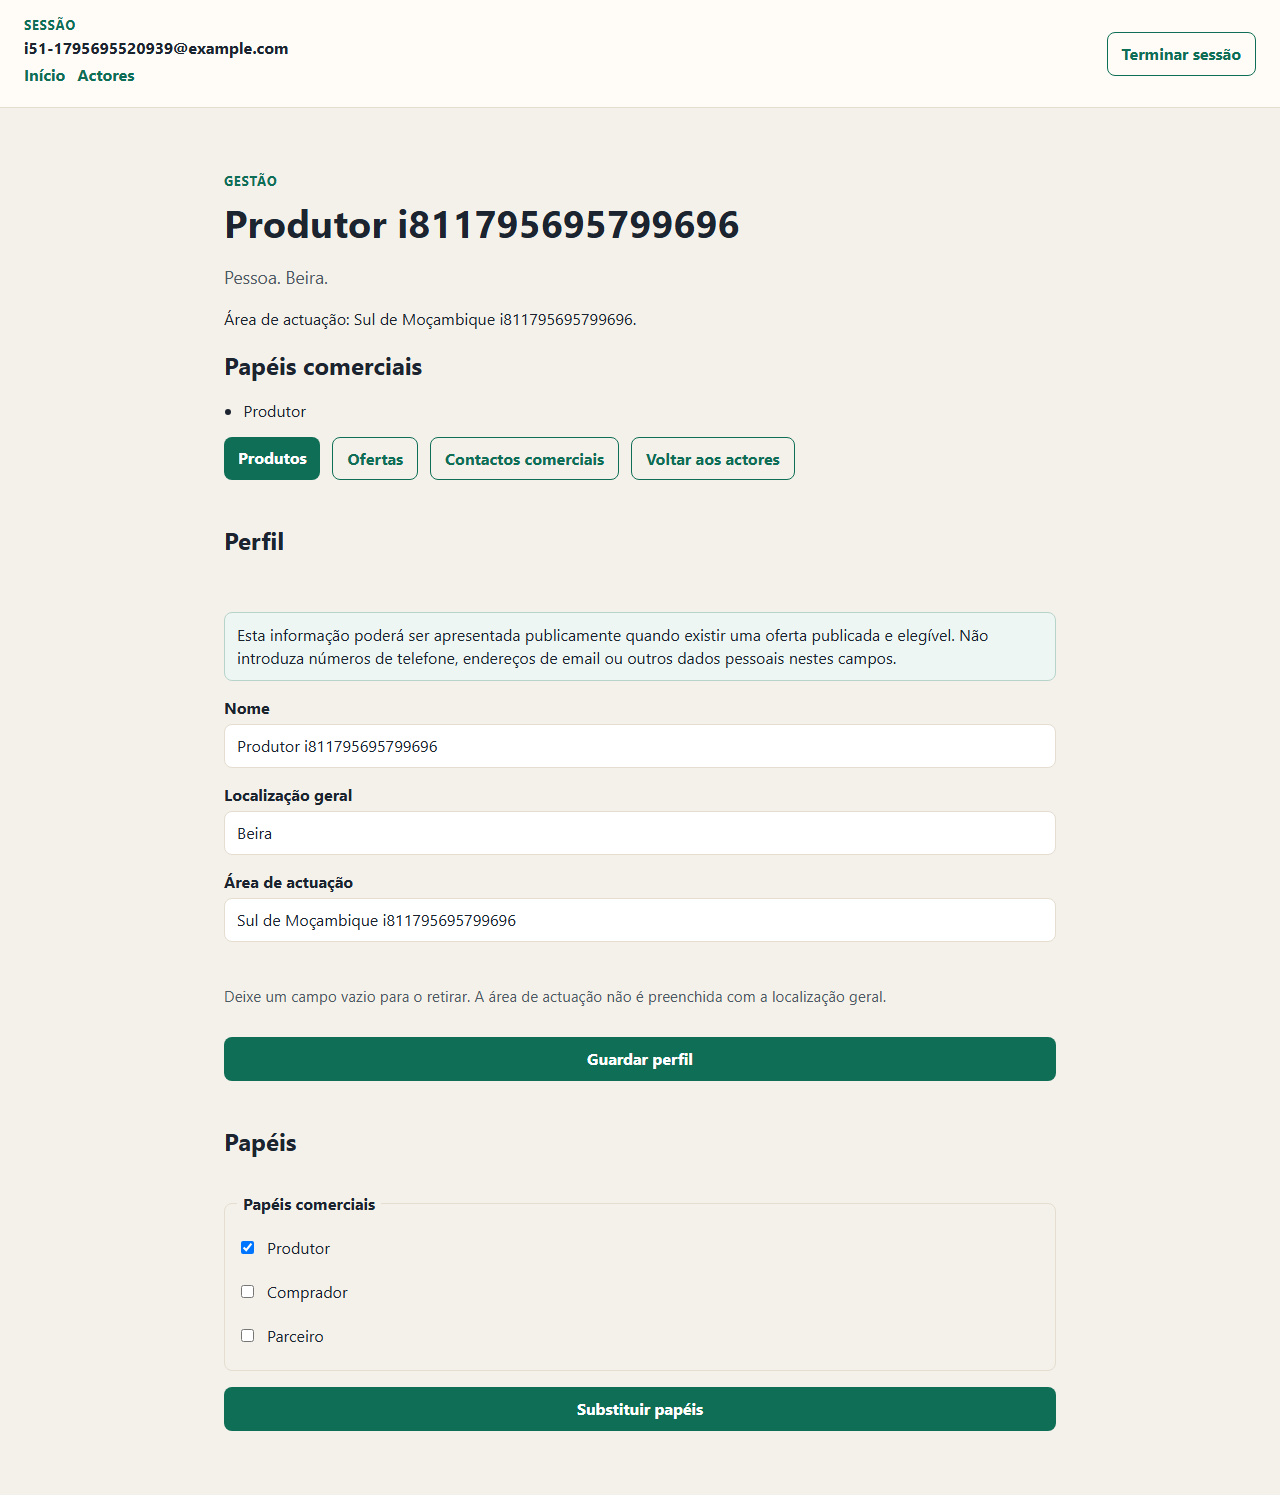 SESSÃO
i51-1795695520939@example.com
Início Actores
Terminar sessão
GESTÃO
Produtor i811795695799696
Pessoa. Beira.
Área de actuação: Sul de Moçambique i811795695799696.
Papéis comerciais
Produtor
Produtos Ofertas Contactos comerciais Voltar aos actores
Perfil
Esta informação poderá ser apresentada publicamente quando existir uma oferta publicada e elegível. Não
introduza números de telefone, endereços de email ou outros dados pessoais nestes campos.
Nome
Produtor i811795695799696
Localização geral
Beira
Área de actuação
Sul de Moçambique i811795695799696
Deixe um campo vazio para o retirar. A área de actuação não é preenchida com a localização geral.
Guardar perfil
Papéis
Papéis comerciais
Produtor
Comprador
Parceiro
Substituir papéis